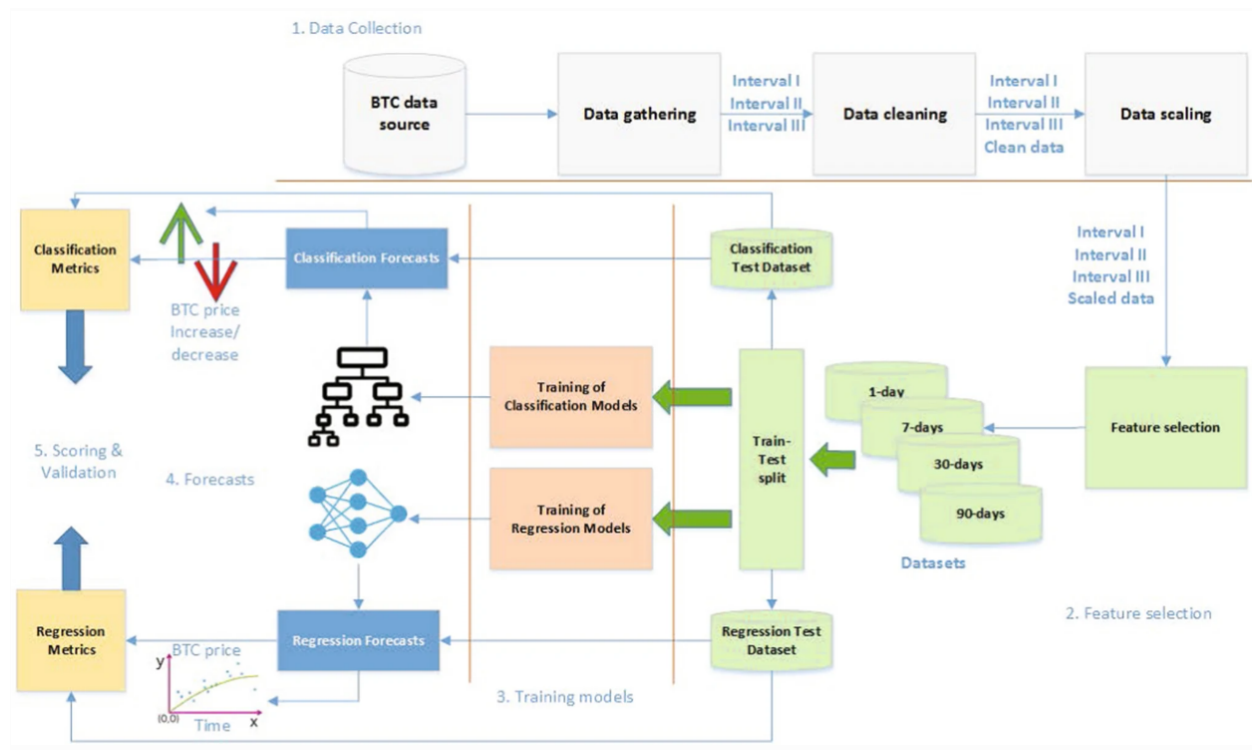 1. Data Collection
BTC data
source
Data gathering
Interval I
Interval II
Interval III
Data cleaning
Interval I
Interval II
Interval III
Clean data
Data scaling
Interval I
Interval II
Interval III
Scaled data
Classification
Metrics
BTC price
Increase/
decrease
Classification Forecasts
Classification
Test Dataset
Training of
Classification Models
Train-
Test
split
1-day
7-days
30-days
90-days
Datasets
Feature selection
2. Feature selection
5. Scoring &
Validation
4. Forecasts
Training of
Regression Models
Regression
Metrics
BTC price
y
(0,0)
Time
x
Regression Forecasts
3. Training models
Regression Test
Dataset